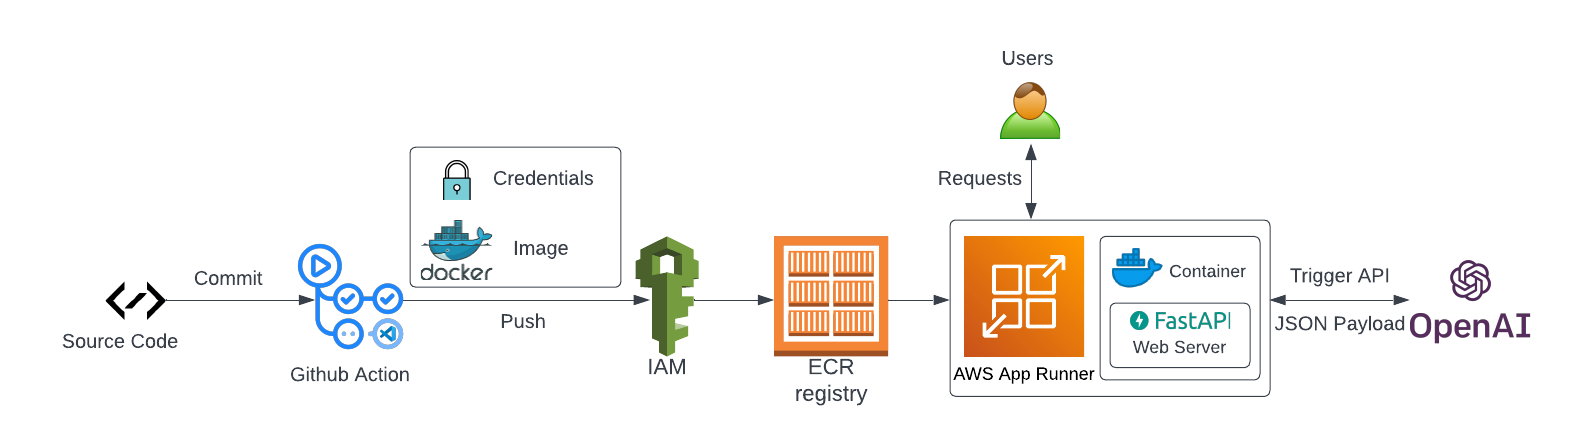 Users
Requests
Credentials
docker
Image
Commit
Push
Source Code
Github Action
IAM
ECR
registry
AWS App Runner
Container
FastAPI
Web Server
Trigger API
JSON Payload
OpenAI